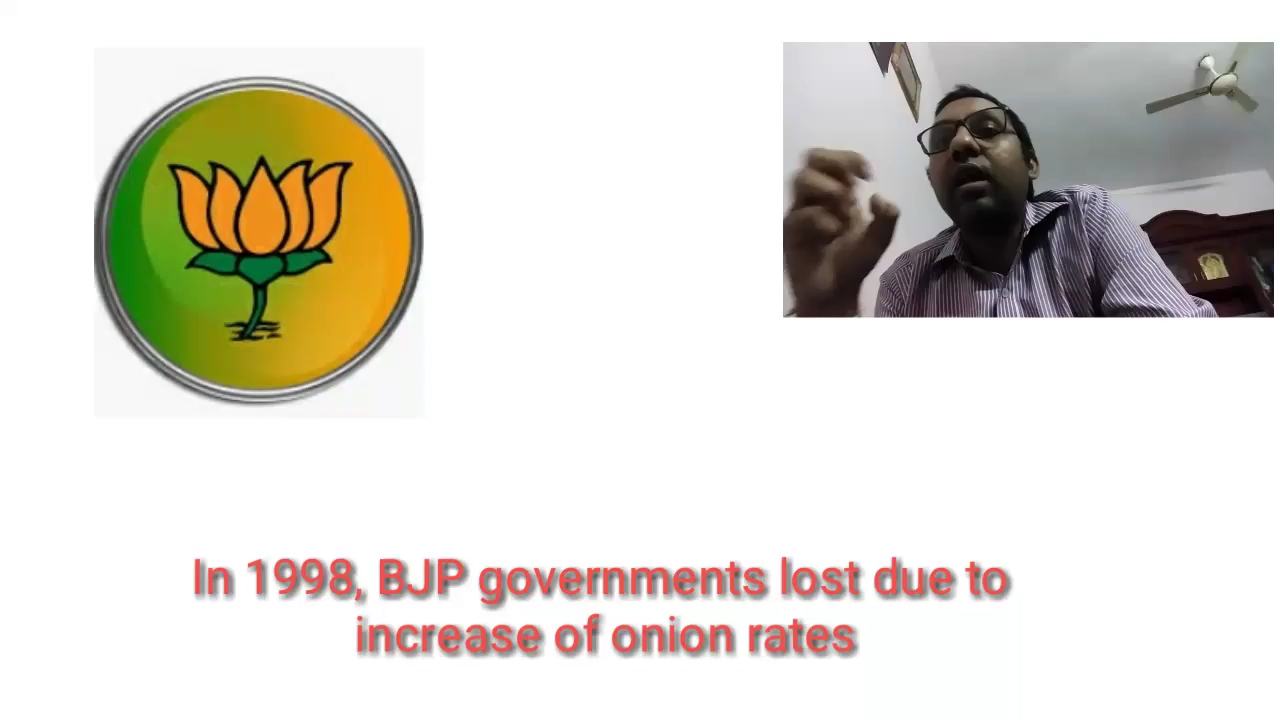 In 1998, BJP governments lost due to
increase of onion rates